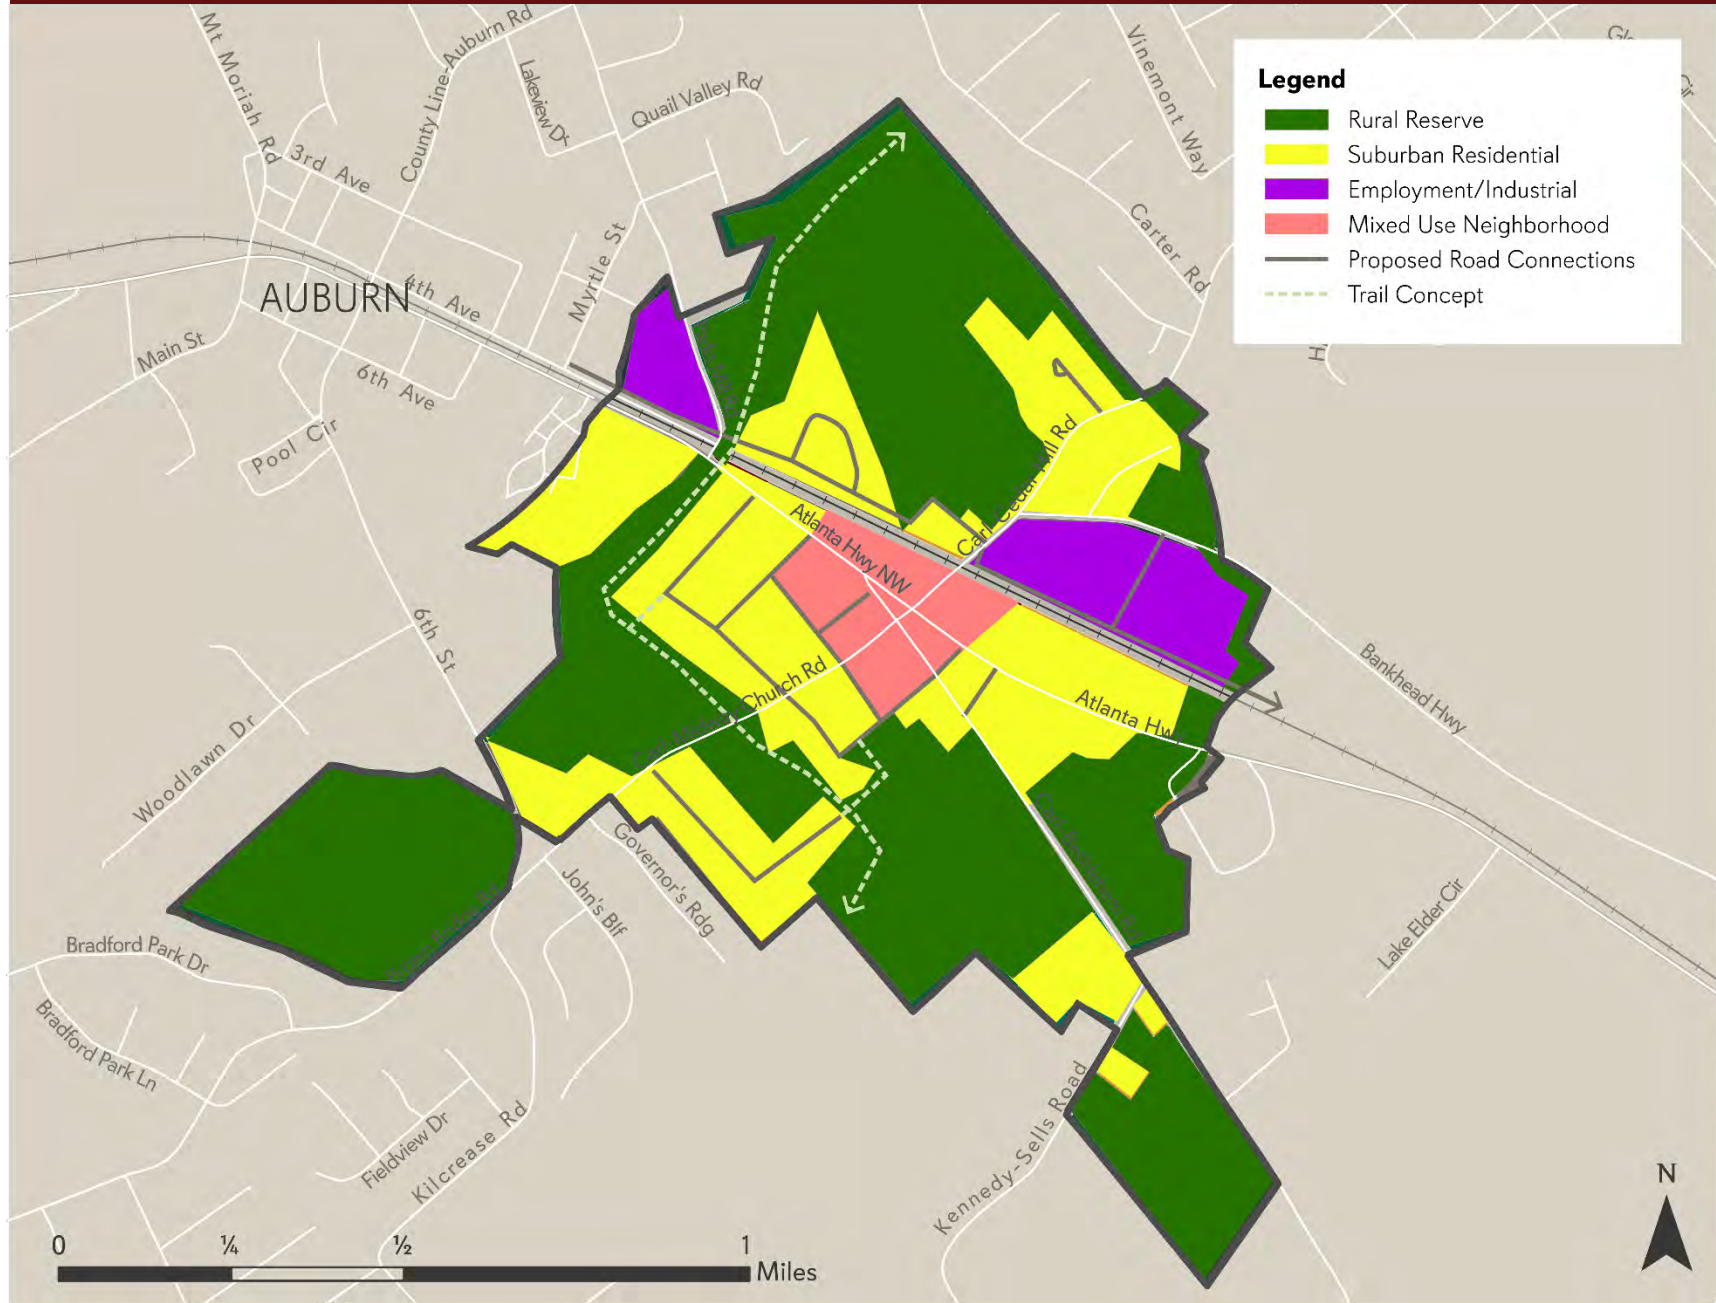 Mt Moriah Rd
County Line-Auburn Rd
Lakeview Dr
Quail Valley Rd
Vinemont Way
Legend
Rural Reserve
Suburban Residential
Employment/Industrial
Mixed Use Neighborhood
Proposed Road Connections
Trail Concept
3rd Ave
Carter Rd
Myrtle St
AUBURN
4th Ave
Main St
6th Ave
Pool Cir
Carl-Cedar Hill Rd
Atlanta Hwy NW
6th St
Bankhead Hwy
Church Rd
Atlanta Hwy
Woodlawn Dr
Governor's Rdg
John's Blf
Lake Elder Cir
Bradford Park Dr
Bradford Park Ln
Kennedy-Sells Road
Fieldview Dr
Kilcrease Rd
N
0 ¼ ½ 1
Miles